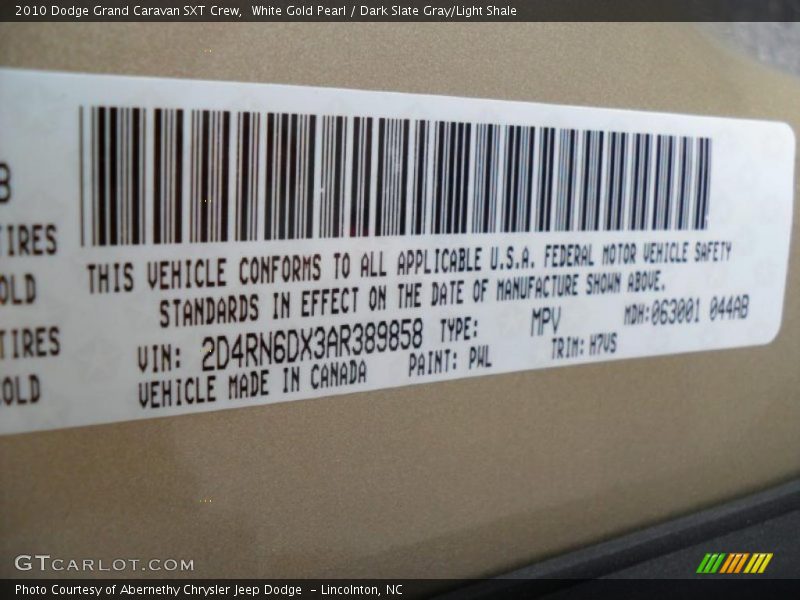 2010 Dodge Grand Caravan SXT Crew,  White Gold Pearl / Dark Slate Gray/Light Shale
TIRES
OLD
TIRES
OLD
THIS VEHICLE CONFORMS TO ALL APPLICABLE U.S.A. FEDERAL MOTOR VEHICLE SAFETY
STANDARDS IN EFFECT ON THE DATE OF MANUFACTURE SHOWN ABOVE.
VIN: 2D4RN6DX3AR389858 TYPE: MPV MDH:063001 044AB
VEHICLE MADE IN CANADA PAINT: PWL TRIM: H7VS
GTCARLOT.COM
Photo Courtesy of Abernethy Chrysler Jeep Dodge  - Lincolnton, NC